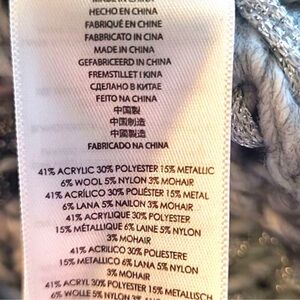 MADE IN CHINA
HECHO EN CHINA
FABRIQUÉ EN CHINE
FABBRICATO IN CINA
MADE IN CHINA
GEFABRICEERD IN CHINA
FREMSTILLET I KINA
СДЕЛАНО В КИТАЕ
FEITO NA CHINA
中国製
中国制造
中國製造
FABRICADO NA CHINA
41% ACRYLIC 30% POLYESTER 15% METALLIC
6% WOOL 5% NYLON 3% MOHAIR
41% ACRÍLICO 30% POLIÉSTER 15% METAL
6% LANA 5% NAILON 3% MOHAIR
41% ACRYLIQUE 30% POLYESTER
15% MÉTALLIQUE 6% LAINE 5% NYLON
3% MOHAIR
41% ACRILICO 30% POLIESTERE
15% METALLICO 6% LANA 5% NYLON
3% MOHAIR
41% ACRYL 30% POLYESTER 15% METALLISCH
6% WOLLE 5% NYLON 3%